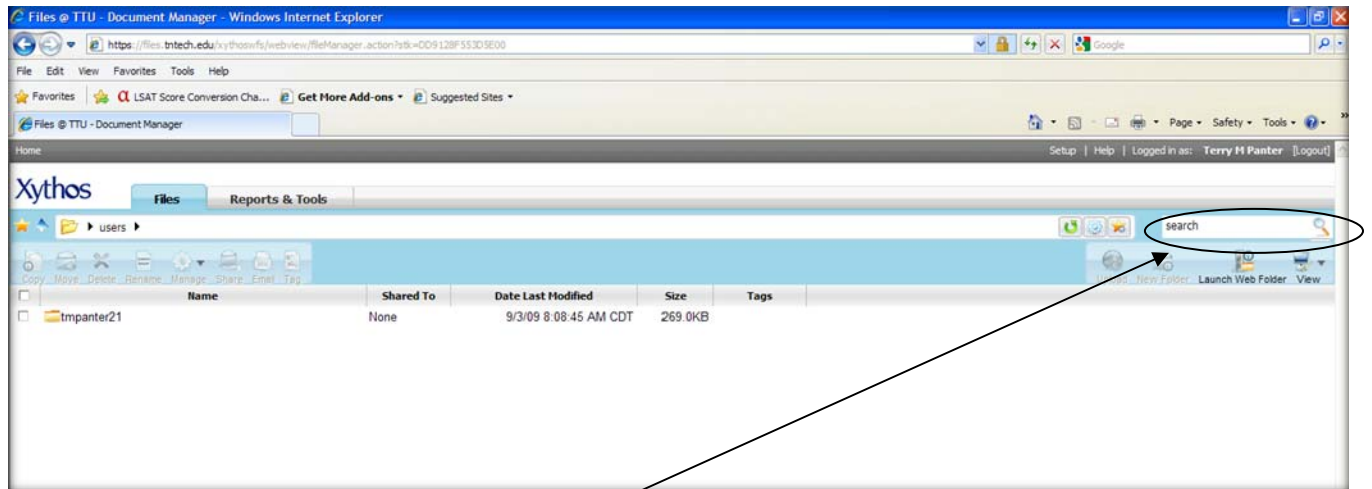 Files @ TTU - Document Manager - Windows Internet Explorer
https://files.tntech.edu/xythoswfs/webview/fileManager.action?stk=0D9128F553D5E00
Google
File Edit View Favorites Tools Help
Favorites LSAT Score Conversion Cha... Get More Add-ons Suggested Sites
Files @ TTU - Document Manager
Page Safety Tools
Home
Setup | Help | Logged in as: Terry M Panter [Logout]
Xythos Files Reports & Tools
users
search
Copy Move Delete Rename Manage Share Email Tag
Upload New Folder Launch Web Folder View
Name Shared To Date Last Modified Size Tags
tmpanter21 None 9/3/09 8:08:45 AM CDT 269.0KB